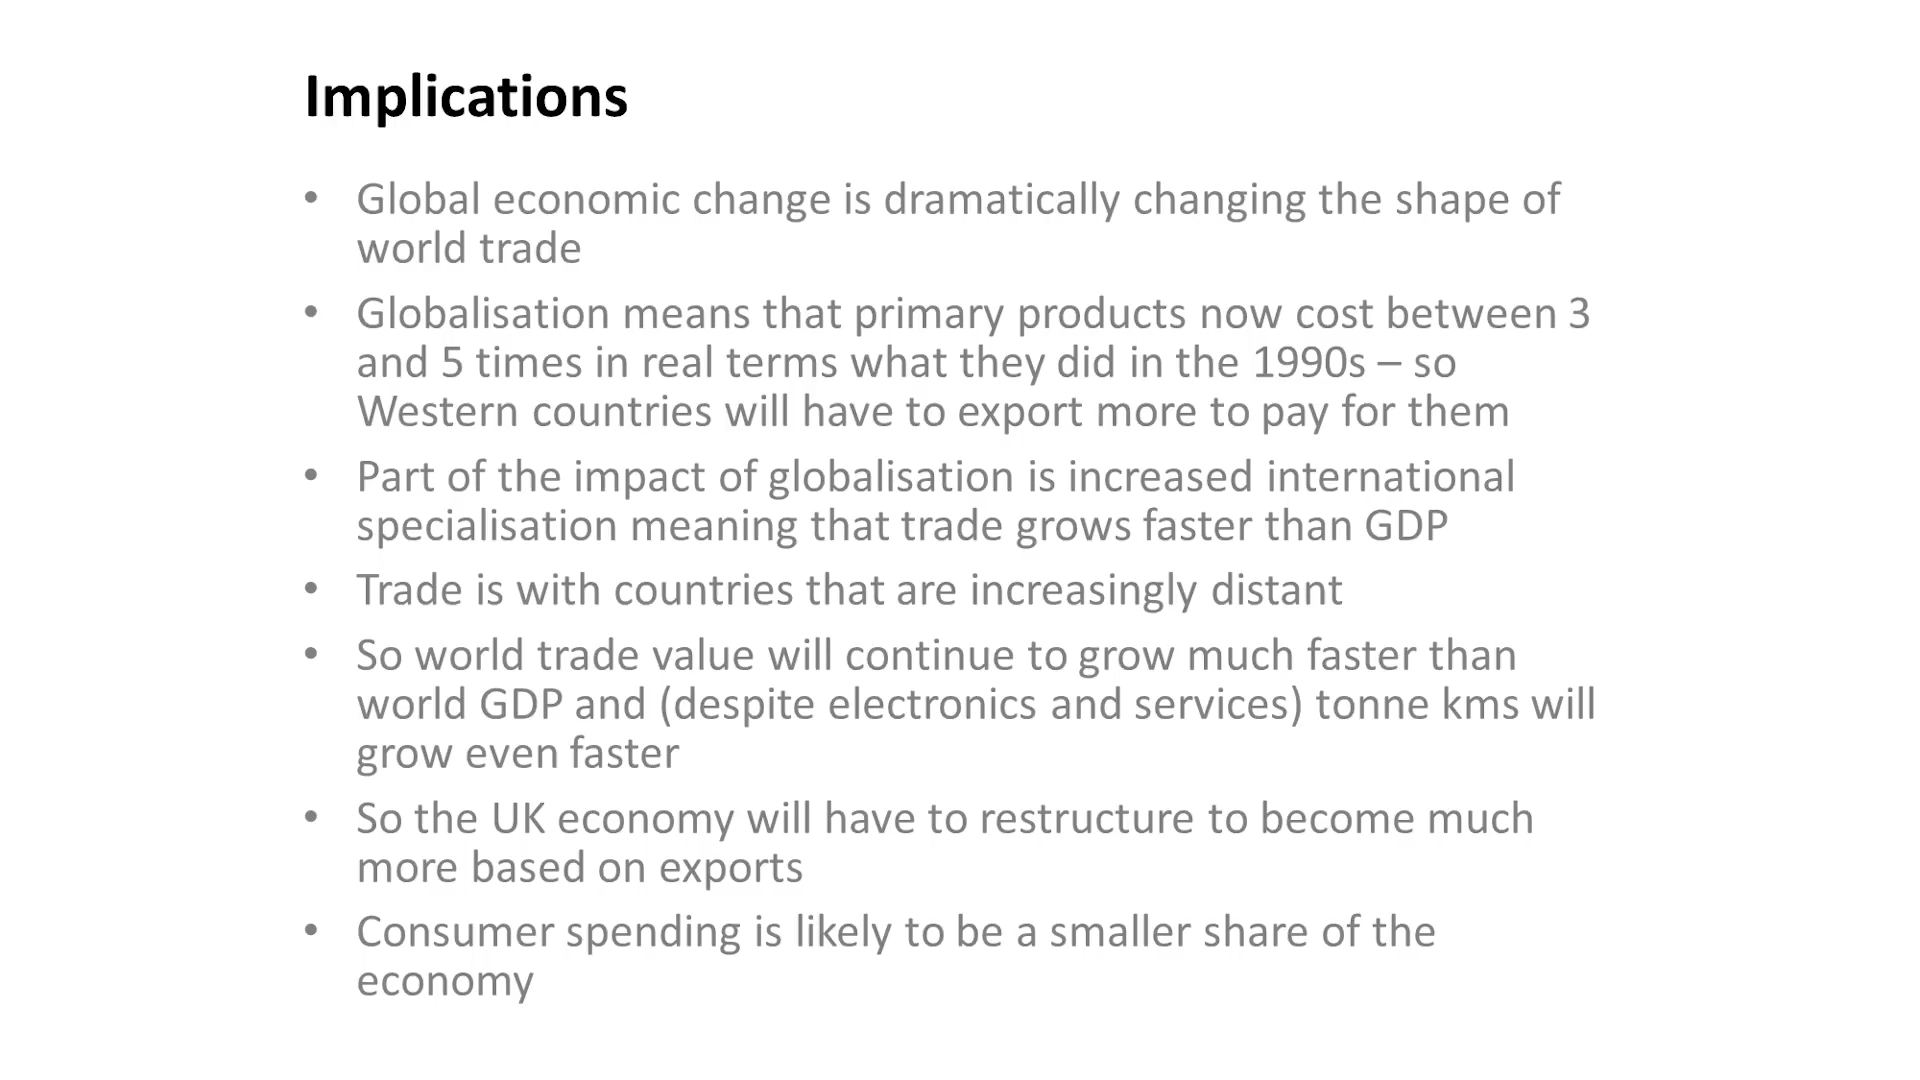 Implications
• Global economic change is dramatically changing the shape of
world trade
• Globalisation means that primary products now cost between 3
and 5 times in real terms what they did in the 1990s – so
Western countries will have to export more to pay for them
• Part of the impact of globalisation is increased international
specialisation meaning that trade grows faster than GDP
• Trade is with countries that are increasingly distant
• So world trade value will continue to grow much faster than
world GDP and (despite electronics and services) tonne kms will
grow even faster
• So the UK economy will have to restructure to become much
more based on exports
• Consumer spending is likely to be a smaller share of the
economy